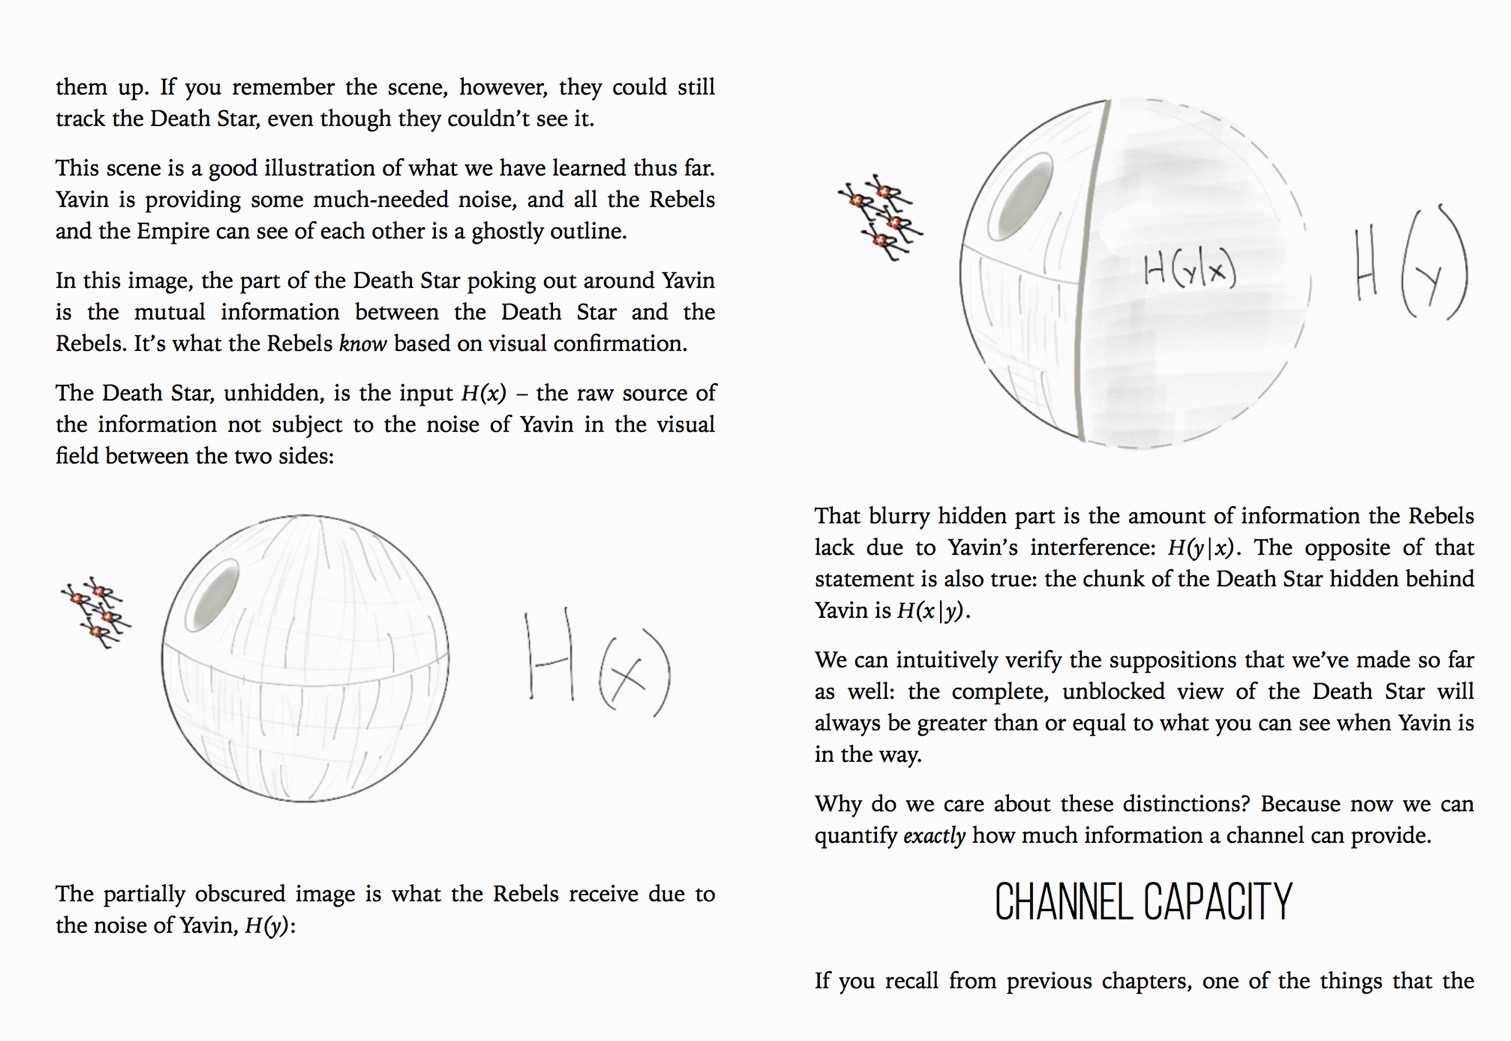 them up. If you remember the scene, however, they could still
track the Death Star, even though they couldn’t see it.
This scene is a good illustration of what we have learned thus far.
Yavin is providing some much-needed noise, and all the Rebels
and the Empire can see of each other is a ghostly outline.
In this image, the part of the Death Star poking out around Yavin
is the mutual information between the Death Star and the
Rebels. It’s what the Rebels know based on visual confirmation.
The Death Star, unhidden, is the input H(x) – the raw source of
the information not subject to the noise of Yavin in the visual
field between the two sides:
H(x)
The partially obscured image is what the Rebels receive due to
the noise of Yavin, H(y):
H(y|x)
H(y)
That blurry hidden part is the amount of information the Rebels
lack due to Yavin’s interference: H(y|x). The opposite of that
statement is also true: the chunk of the Death Star hidden behind
Yavin is H(x|y).
We can intuitively verify the suppositions that we’ve made so far
as well: the complete, unblocked view of the Death Star will
always be greater than or equal to what you can see when Yavin is
in the way.
Why do we care about these distinctions? Because now we can
quantify exactly how much information a channel can provide.
CHANNEL CAPACITY
If you recall from previous chapters, one of the things that the